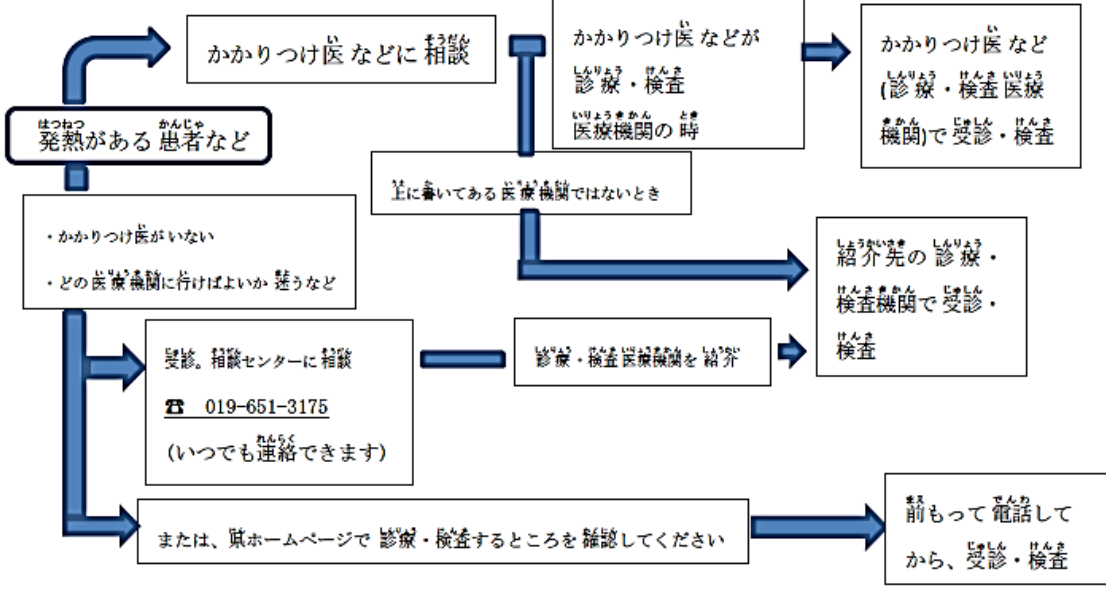 発熱がある 患者など
かかりつけ医 などに 相談
かかりつけ医 などが
診療・検査
医療機関の 時
かかりつけ医 など
(診療・検査 医療
機関)で 受診・検査
上に書いてある 医療機関ではないとき
紹介先の 診療・
検査機関で 受診・
検査
・かかりつけ医が いない
・どの 医療機関に行けばよいか 迷うなど
受診。相談センターに 相談
☎ 019-651-3175
(いつでも連絡できます)
診療・検査 医療機関を 紹介
または、県ホームページで 診療・検査するところを 確認してください
前もって 電話して
から、受診・検査